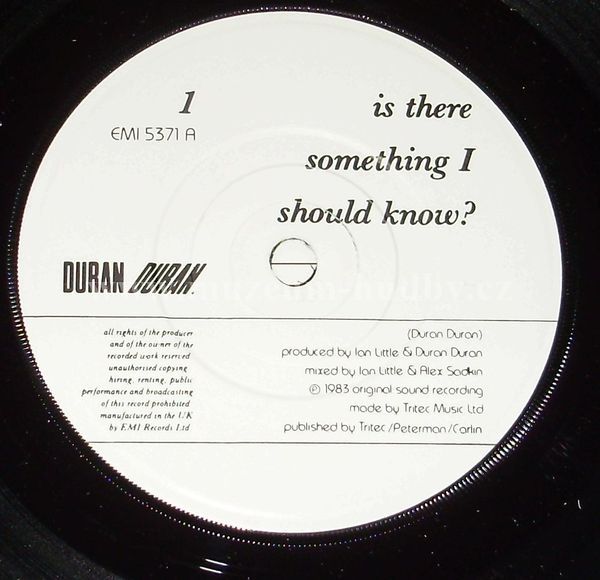 1
EMI 5371 A
is there
something I
should know?
DURAN DURAN.
all rights of the producer
and of the owner of the
recorded work reserved
unauthorised copying
hiring, renting, public
performance and broadcasting
of this record prohibited
manufactured in the UK
by EMI Records Ltd
(Duran Duran)
produced by Ian Little & Duran Duran
mixed by Ian Little & Alex Sadkin
℗ 1983 original sound recording
made by Tritec Music Ltd
published by Tritec/Peterman/Carlin